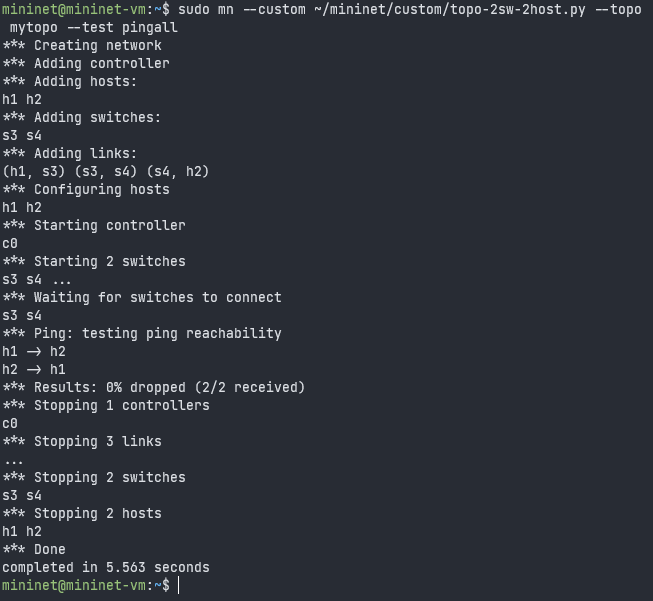 mininet@mininet-vm:~$ sudo mn --custom ~/mininet/custom/topo-2sw-2host.py --topo
 mytopo --test pingall
*** Creating network
*** Adding controller
*** Adding hosts:
h1 h2
*** Adding switches:
s3 s4
*** Adding links:
(h1, s3) (s3, s4) (s4, h2)
*** Configuring hosts
h1 h2
*** Starting controller
c0
*** Starting 2 switches
s3 s4 ...
*** Waiting for switches to connect
s3 s4
*** Ping: testing ping reachability
h1 -> h2
h2 -> h1
*** Results: 0% dropped (2/2 received)
*** Stopping 1 controllers
c0
*** Stopping 3 links
...
*** Stopping 2 switches
s3 s4
*** Stopping 2 hosts
h1 h2
*** Done
completed in 5.563 seconds
mininet@mininet-vm:~$